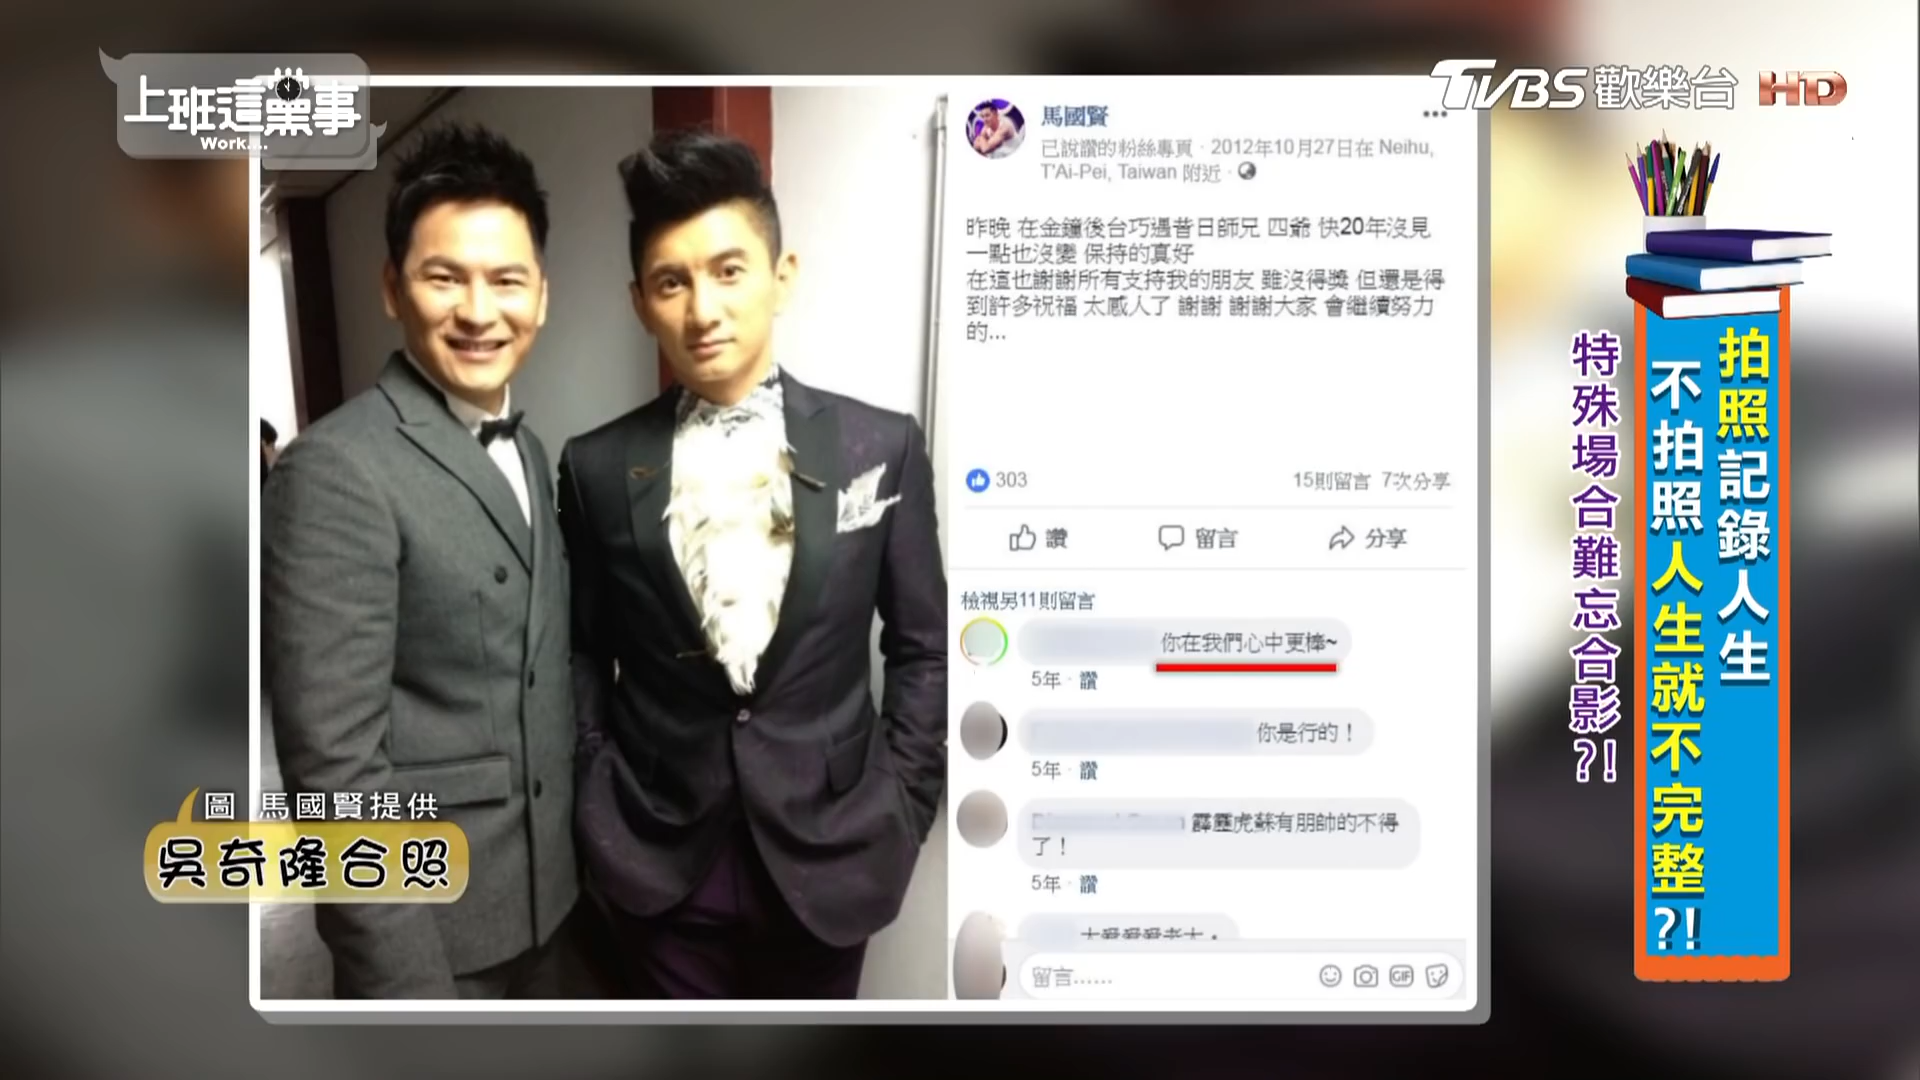 上班這黨事
Work....
TVBS歡樂台 HD
馬國賢
已說讚的粉絲專頁 · 2012年10月27日在 Neihu,
T'Ai-Pei, Taiwan 附近 ·
昨晚 在金鐘後台巧遇昔日師兄 四爺 快20年沒見
一點也沒變 保持的真好
在這也謝謝所有支持我的朋友 雖沒得獎 但還是得
到許多祝福 太感人了 謝謝 謝謝大家 會繼續努力
的...
303
15則留言 7次分享
讚 留言 分享
檢視另11則留言
你在我們心中更棒~
5年 · 讚
你是行的！
5年 · 讚
霹靂虎蘇有朋帥的不得
了！
5年 · 讚
留言......
GIF
拍照記錄人生
不拍照人生就不完整?!
特殊場合難忘合影?!
圖 馬國賢提供
吳奇隆合照